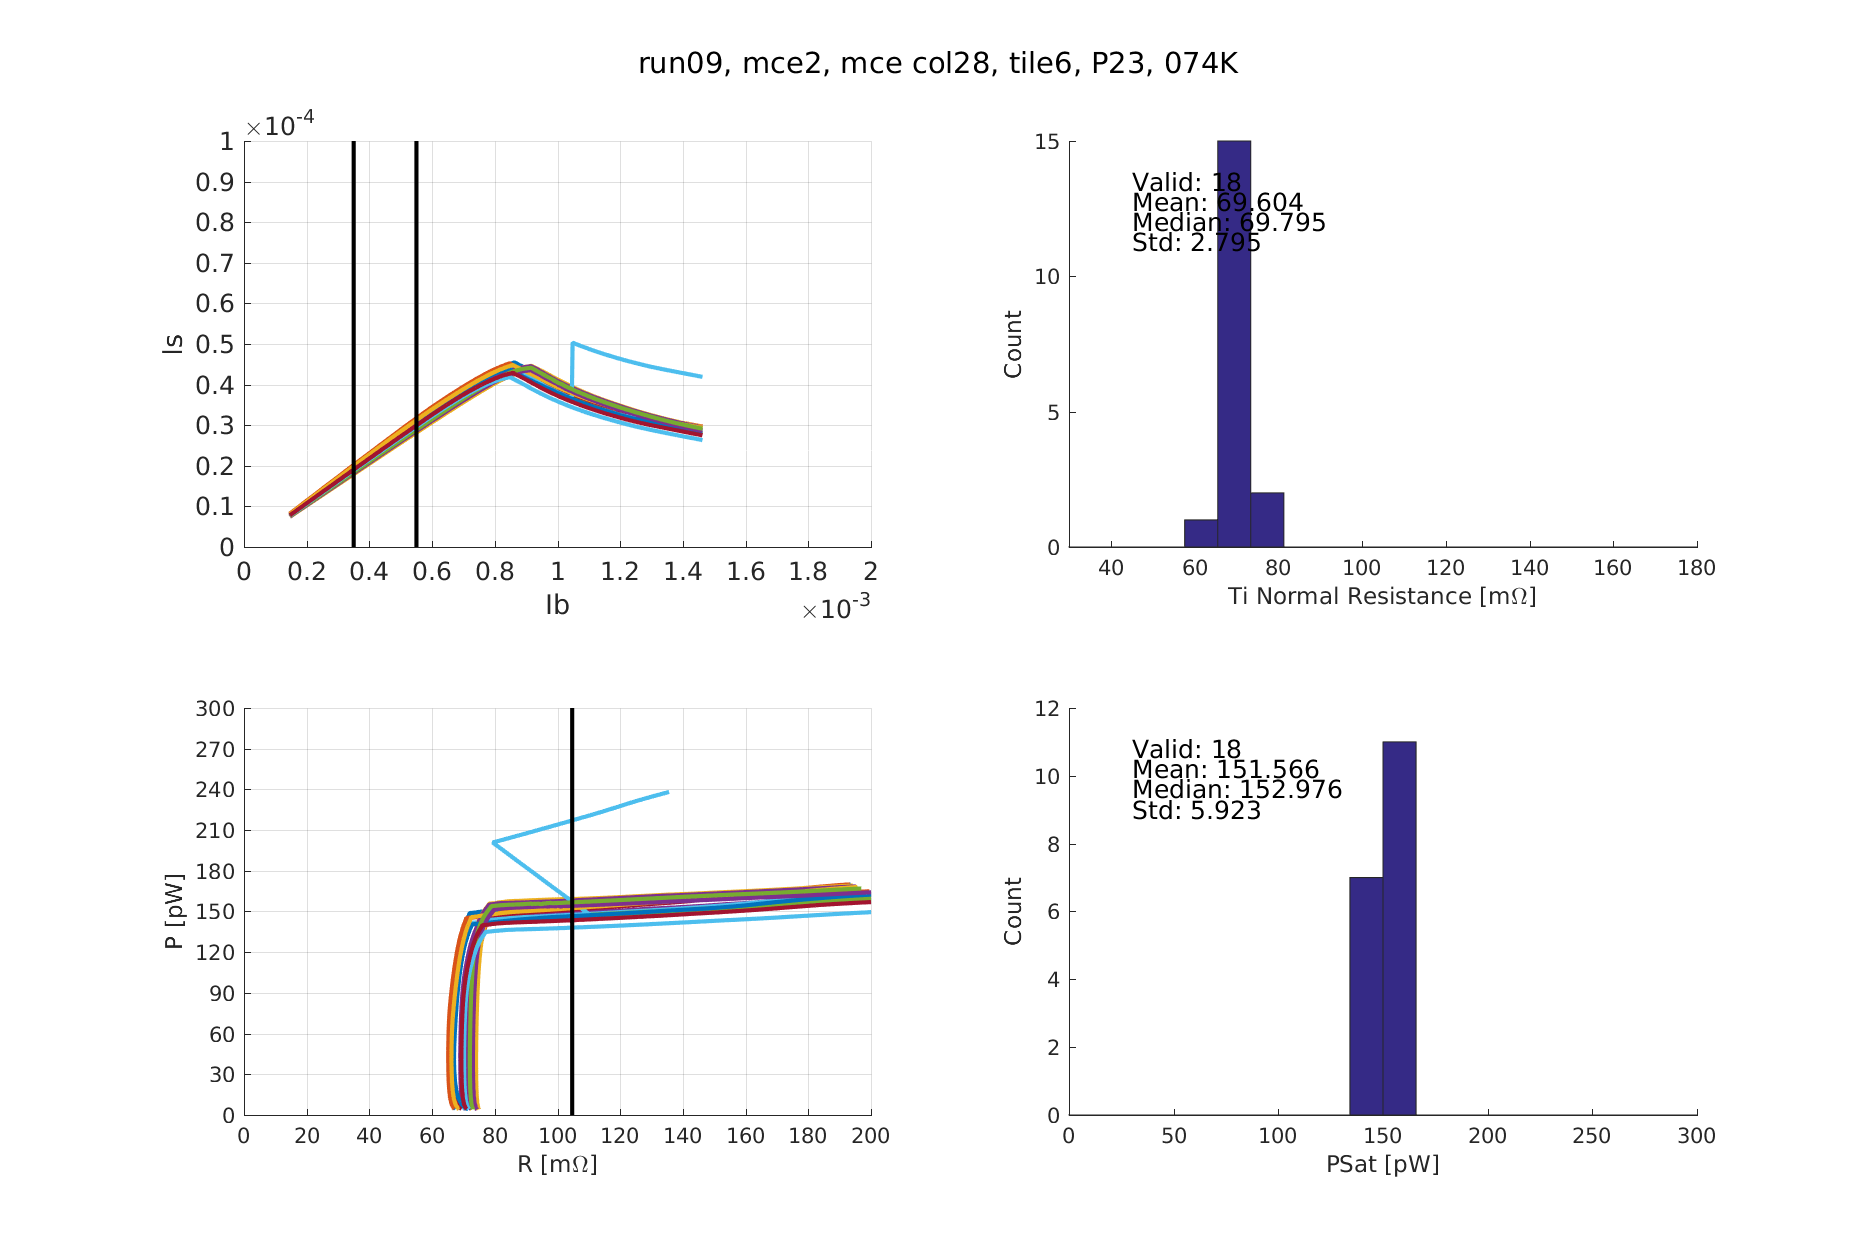 run09, mce2, mce col28, tile6, P23, 074K
×10-4
1
0.9
0.8
0.7
0.6
0.5
0.4
0.3
0.2
0.1
0
Is
0 0.2 0.4 0.6 0.8 1 1.2 1.4 1.6 1.8 2
Ib
×10-3
15
10
5
0
Count
Valid: 18
Mean: 69.604
Median: 69.795
Std: 2.795
40 60 80 100 120 140 160 180
Ti Normal Resistance [mΩ]
300
270
240
210
180
150
120
90
60
30
0
P [pW]
0 20 40 60 80 100 120 140 160 180 200
R [mΩ]
12
10
8
6
4
2
0
Count
Valid: 18
Mean: 151.566
Median: 152.976
Std: 5.923
0 50 100 150 200 250 300
PSat [pW]